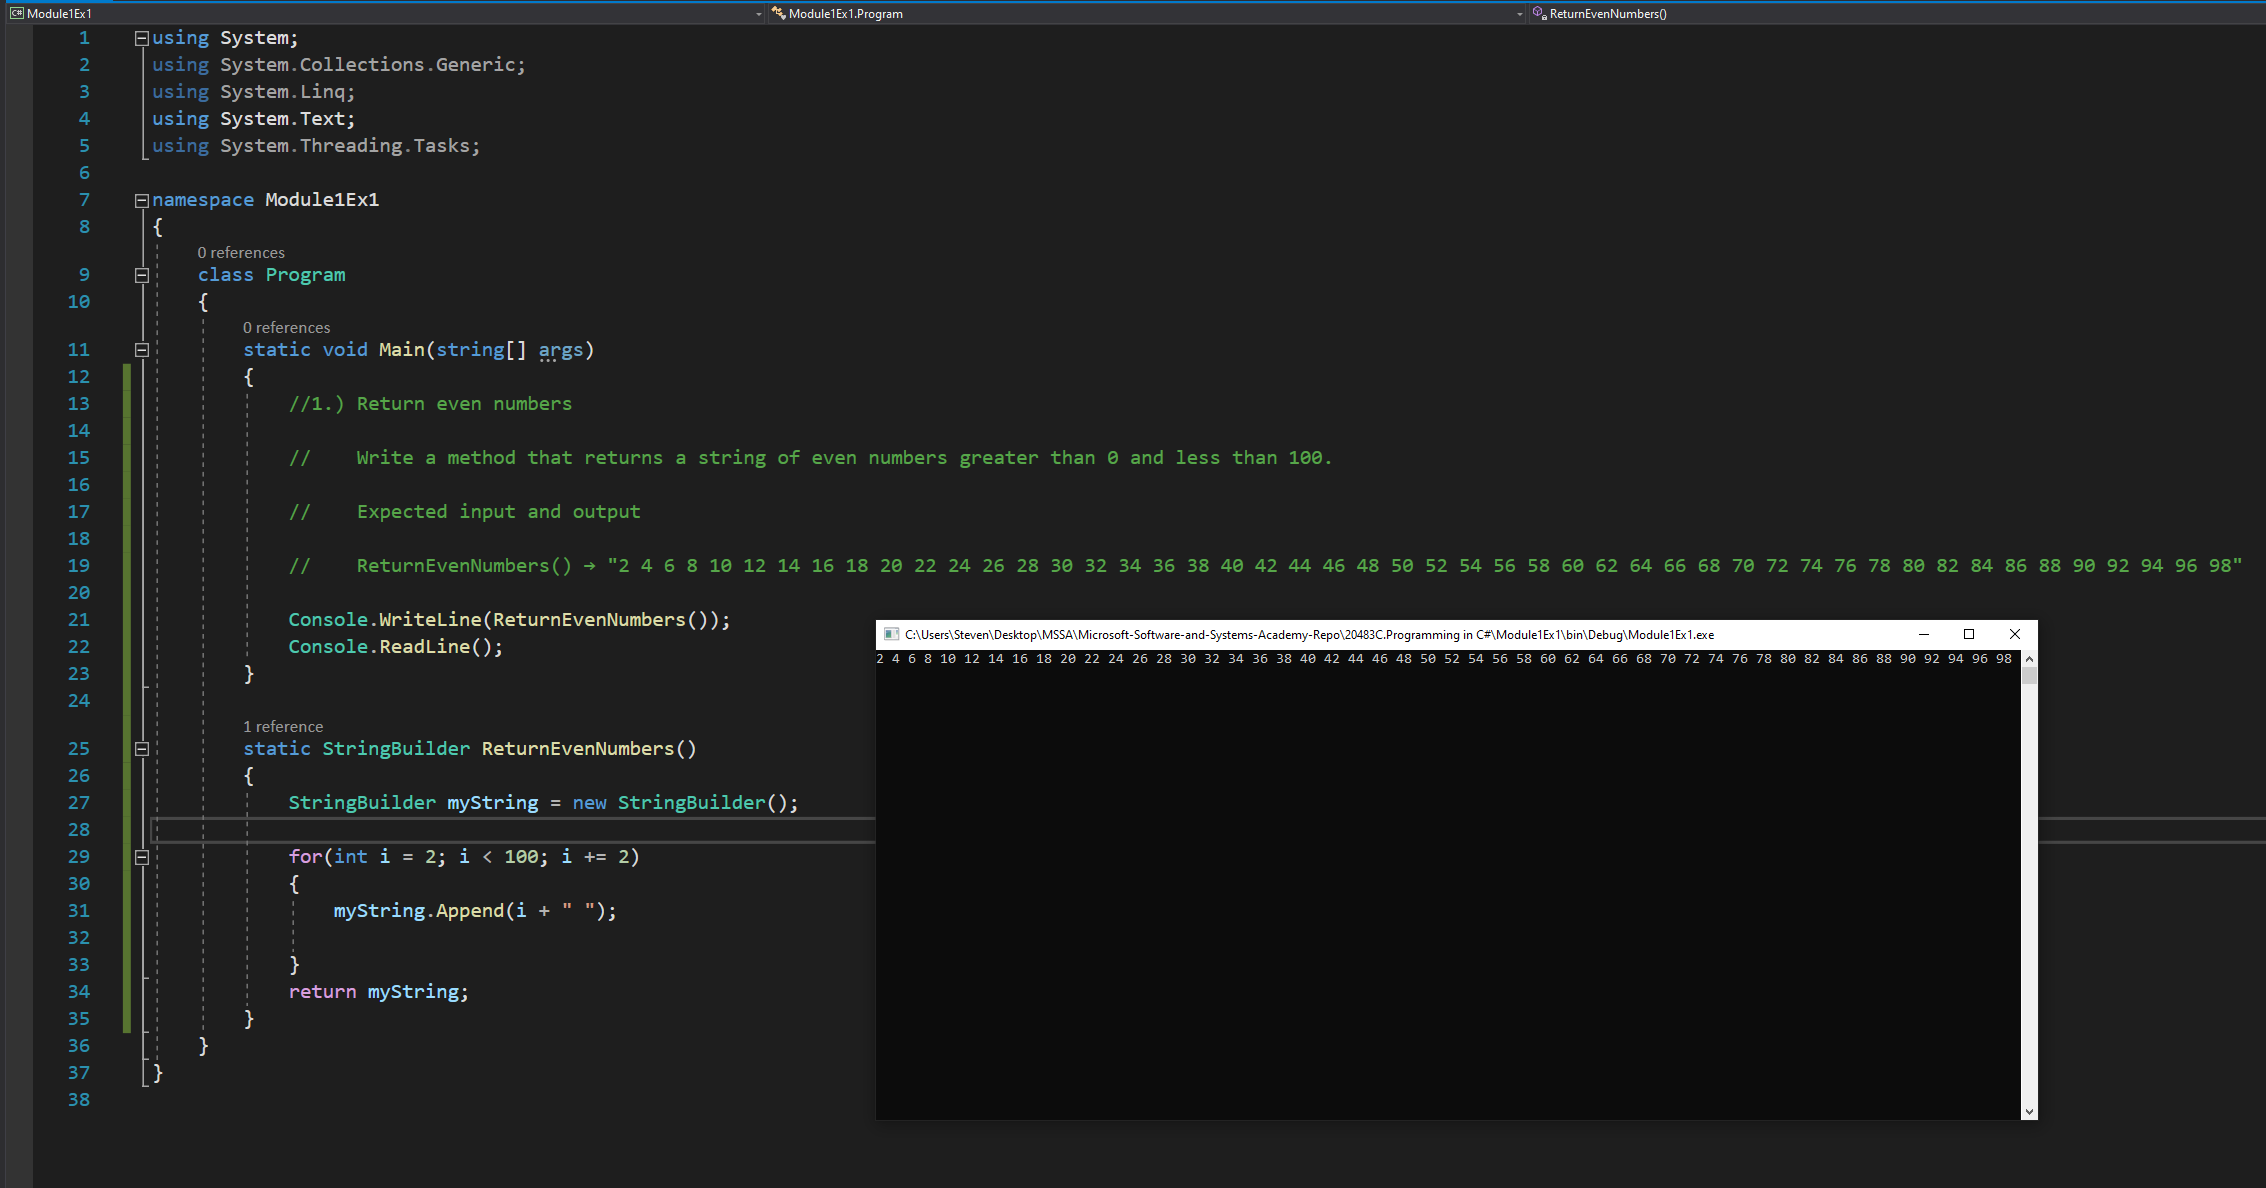 C# Module1Ex1 Module1Ex1.Program ReturnEvenNumbers()
1 using System;
2 using System.Collections.Generic;
3 using System.Linq;
4 using System.Text;
5 using System.Threading.Tasks;
6
7 namespace Module1Ex1
8 {
0 references
9 class Program
10 {
0 references
11 static void Main(string[] args)
12 {
13 //1.) Return even numbers
14
15 // Write a method that returns a string of even numbers greater than 0 and less than 100.
16
17 // Expected input and output
18
19 // ReturnEvenNumbers() → "2 4 6 8 10 12 14 16 18 20 22 24 26 28 30 32 34 36 38 40 42 44 46 48 50 52 54 56 58 60 62 64 66 68 70 72 74 76 78 80 82 84 86 88 90 92 94 96 98"
20
21 Console.WriteLine(ReturnEvenNumbers());
22 Console.ReadLine();
23 }
24
1 reference
25 static StringBuilder ReturnEvenNumbers()
26 {
27 StringBuilder myString = new StringBuilder();
28
29 for(int i = 2; i < 100; i += 2)
30 {
31 myString.Append(i + " ");
32
33 }
34 return myString;
35 }
36 }
37 }
38
C:\Users\Steven\Desktop\MSSA\Microsoft-Software-and-Systems-Academy-Repo\20483C.Programming in C#\Module1Ex1\bin\Debug\Module1Ex1.exe
2 4 6 8 10 12 14 16 18 20 22 24 26 28 30 32 34 36 38 40 42 44 46 48 50 52 54 56 58 60 62 64 66 68 70 72 74 76 78 80 82 84 86 88 90 92 94 96 98